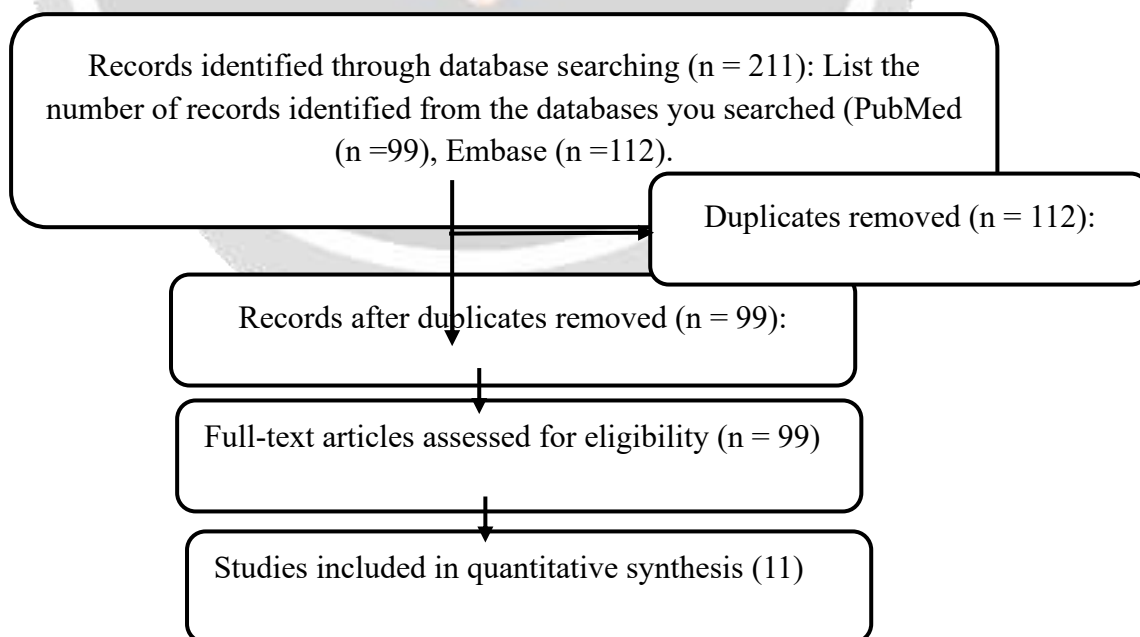 Records identified through database searching (n = 211): List the
number of records identified from the databases you searched (PubMed
(n =99), Embase (n =112).
Duplicates removed (n = 112):
Records after duplicates removed (n = 99):
Full-text articles assessed for eligibility (n = 99)
Studies included in quantitative synthesis (11)